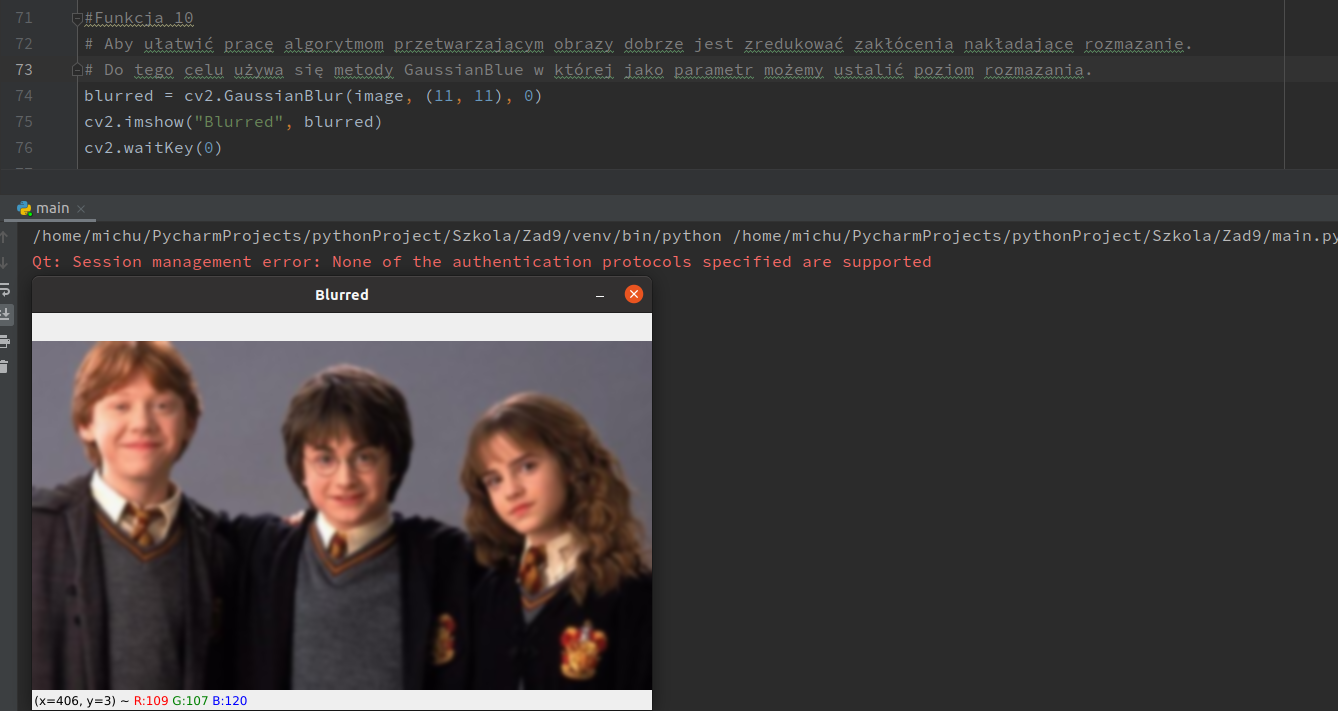 71 #Funkcja 10
72 # Aby ułatwić pracę algorytmom przetwarzającym obrazy dobrze jest zredukować zakłócenia nakładające rozmazanie.
73 # Do tego celu używa się metody GaussianBlue w której jako parametr możemy ustalić poziom rozmazania.
74 blurred = cv2.GaussianBlur(image, (11, 11), 0)
75 cv2.imshow("Blurred", blurred)
76 cv2.waitKey(0)
main
/home/michu/PycharmProjects/pythonProject/Szkola/Zad9/venv/bin/python /home/michu/PycharmProjects/pythonProject/Szkola/Zad9/main.py
Qt: Session management error: None of the authentication protocols specified are supported
Blurred
(x=406, y=3) ~ R:109 G:107 B:120